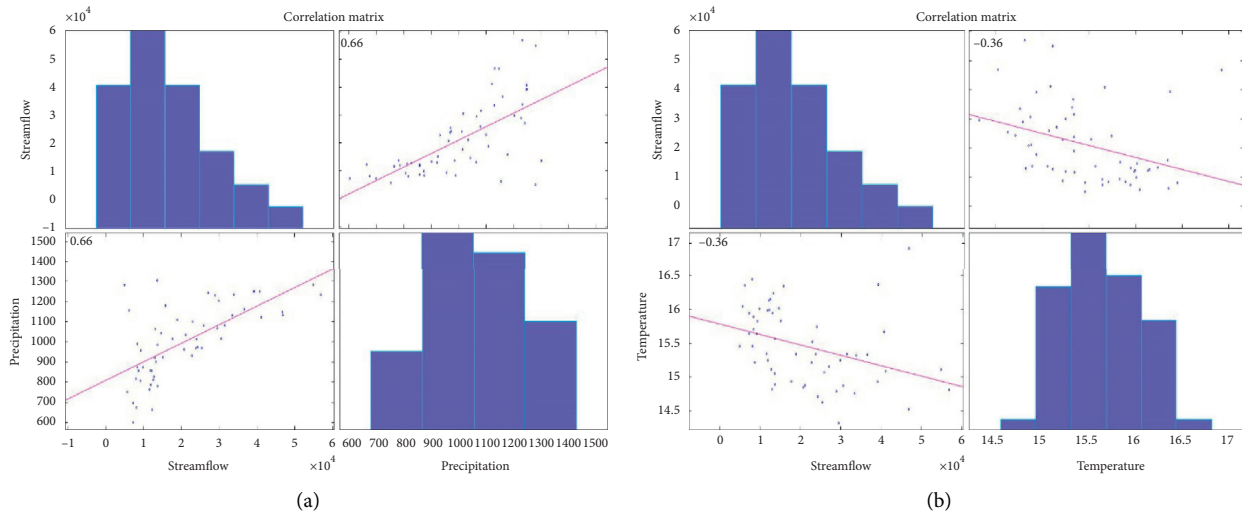 Correlation matrix
×10⁴
6
5
4
3
2
1
0
–1
Streamflow
0.66
1500
1400
1300
1200
1100
1000
900
800
700
600
Precipitation
0.66
–1 0 1 2 3 4 5 6
×10⁴
Streamflow
600 700 800 900 1000 1100 1200 1300 1400 1500
Precipitation
(a)
Correlation matrix
×10⁴
6
5
4
3
2
1
0
Streamflow
–0.36
17
16.5
16
15.5
15
14.5
Temperature
–0.36
0 1 2 3 4 5 6
×10⁴
Streamflow
14.5 15 15.5 16 16.5 17
Temperature
(b)